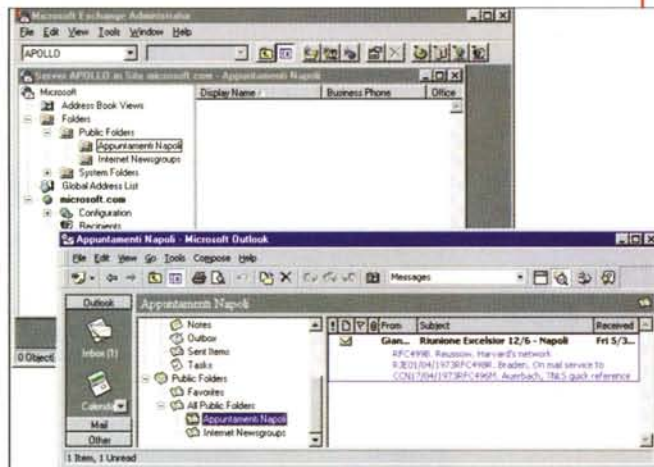 Microsoft Exchange Administrator
File Edit View Tools Window Help
APOLLO
Server APOLLO in Site microsoft.com - Appuntamenti Napoli
Microsoft
Address Book Views
Folders
Public Folders
Appuntamenti Napoli
Internet Newsgroups
System Folders
Global Address List
microsoft.com
Configuration
Recipients
Display Name
Business Phone
Office
0 Object(
Appuntamenti Napoli - Microsoft Outlook
File Edit View Go Tools Compose Help
Messages
Outlook
Inbox (1)
Calenda
Mail
Other
Appuntamenti Napoli
Notes
Outbox
Sent Items
Tasks
Public Folders
Favorites
All Public Folders
Appuntamenti Napoli
Internet Newsgroups
From Subject Received
Gian... Riunione Excelsior 12/6 - Napoli Fri 5/3...
RFC499B. Reussow, Harvard's network
RJE01/04/1973RFC498R. Braden, On mail service to
CCN17/04/1973RFC496M. Auerbach, TNLS quick reference
1 Item, 1 Unread